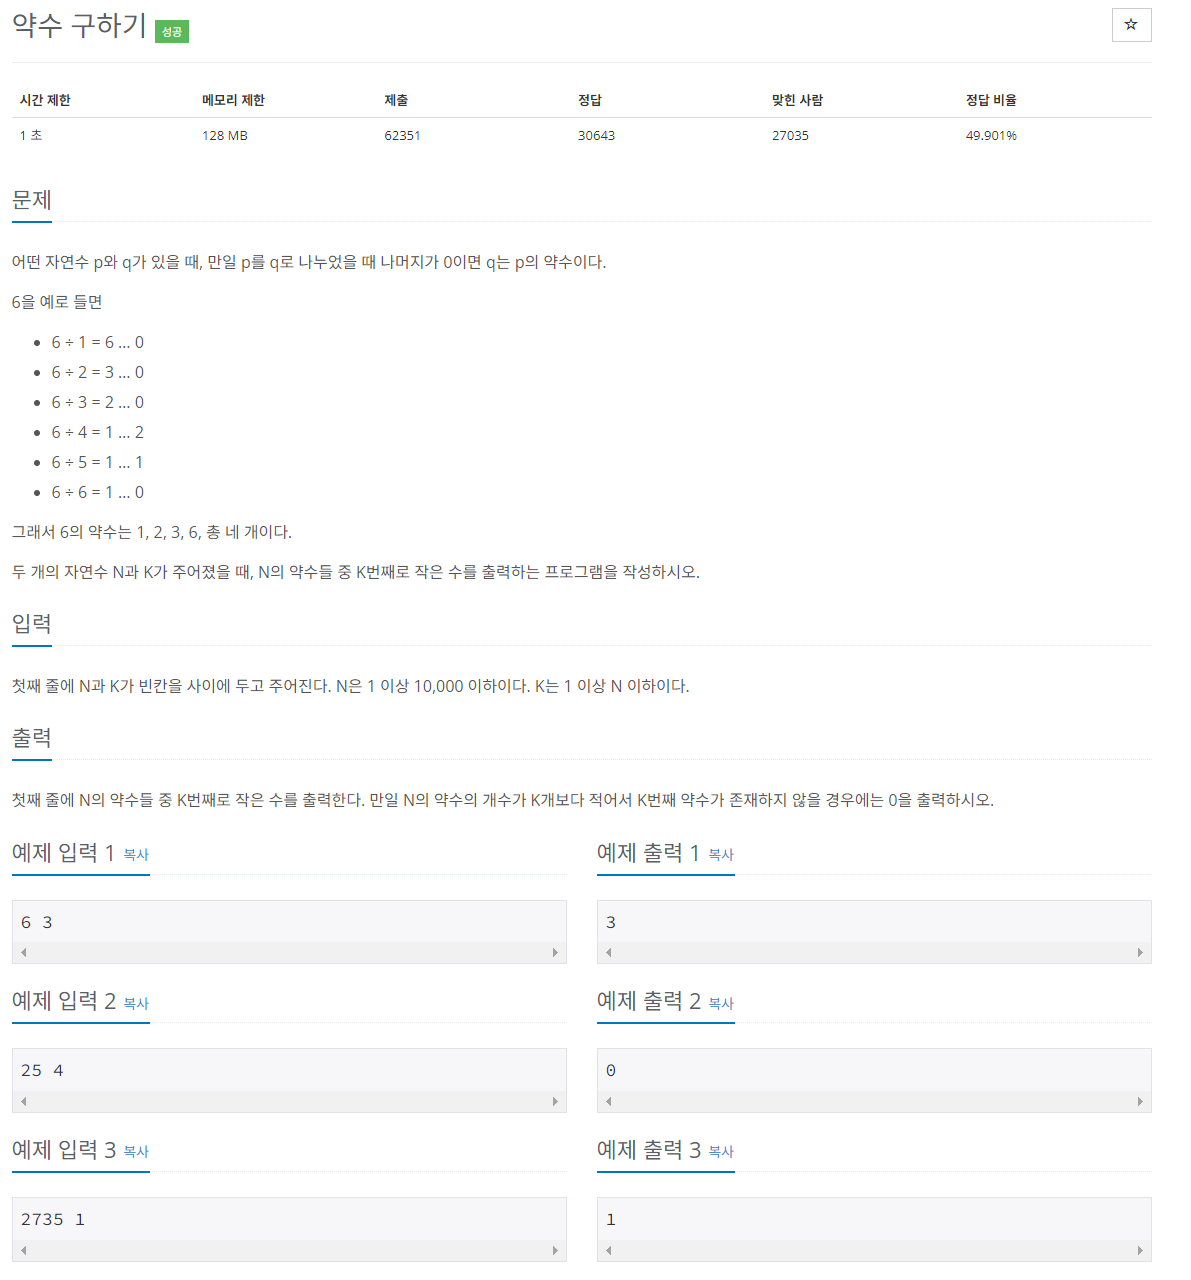 약수 구하기 성공
☆
시간 제한 메모리 제한 제출 정답 맞힌 사람 정답 비율
1 초 128 MB 62351 30643 27035 49.901%
문제
어떤 자연수 p와 q가 있을 때, 만일 p를 q로 나누었을 때 나머지가 0이면 q는 p의 약수이다.
6을 예로 들면
• 6 ÷ 1 = 6 ... 0
• 6 ÷ 2 = 3 ... 0
• 6 ÷ 3 = 2 ... 0
• 6 ÷ 4 = 1 ... 2
• 6 ÷ 5 = 1 ... 1
• 6 ÷ 6 = 1 ... 0
그래서 6의 약수는 1, 2, 3, 6, 총 네 개이다.
두 개의 자연수 N과 K가 주어졌을 때, N의 약수들 중 K번째로 작은 수를 출력하는 프로그램을 작성하시오.
입력
첫째 줄에 N과 K가 빈칸을 사이에 두고 주어진다. N은 1 이상 10,000 이하이다. K는 1 이상 N 이하이다.
출력
첫째 줄에 N의 약수들 중 K번째로 작은 수를 출력한다. 만일 N의 약수의 개수가 K개보다 적어서 K번째 약수가 존재하지 않을 경우에는 0을 출력하시오.
예제 입력 1 복사
6 3
예제 출력 1 복사
3
예제 입력 2 복사
25 4
예제 출력 2 복사
0
예제 입력 3 복사
2735 1
예제 출력 3 복사
1